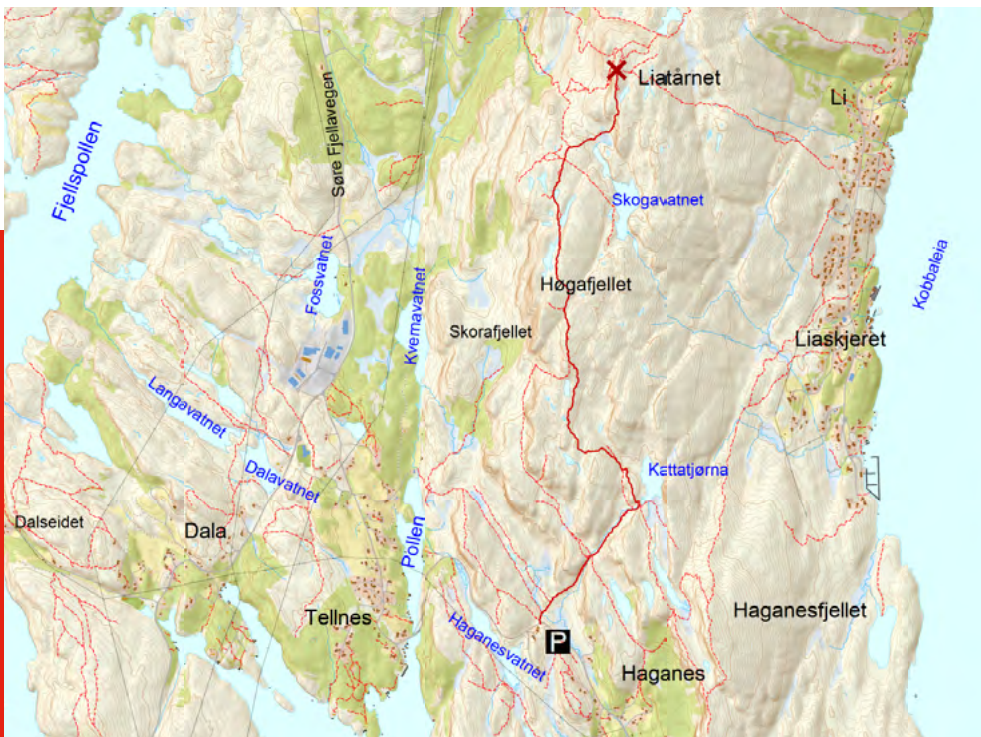 Liatårnet
Li
Fjellspollen
Søre Fjellavegen
Skogavatnet
Kobbaleia
Fossvatnet
Høgafjellet
Kvernavatnet
Skorafjellet
Liaskjeret
Langavatnet
Kattatjørna
Dalavatnet
Dalseidet
Dala
Pollen
Tellnes
Haganesfjellet
P
Haganesvatnet
Haganes